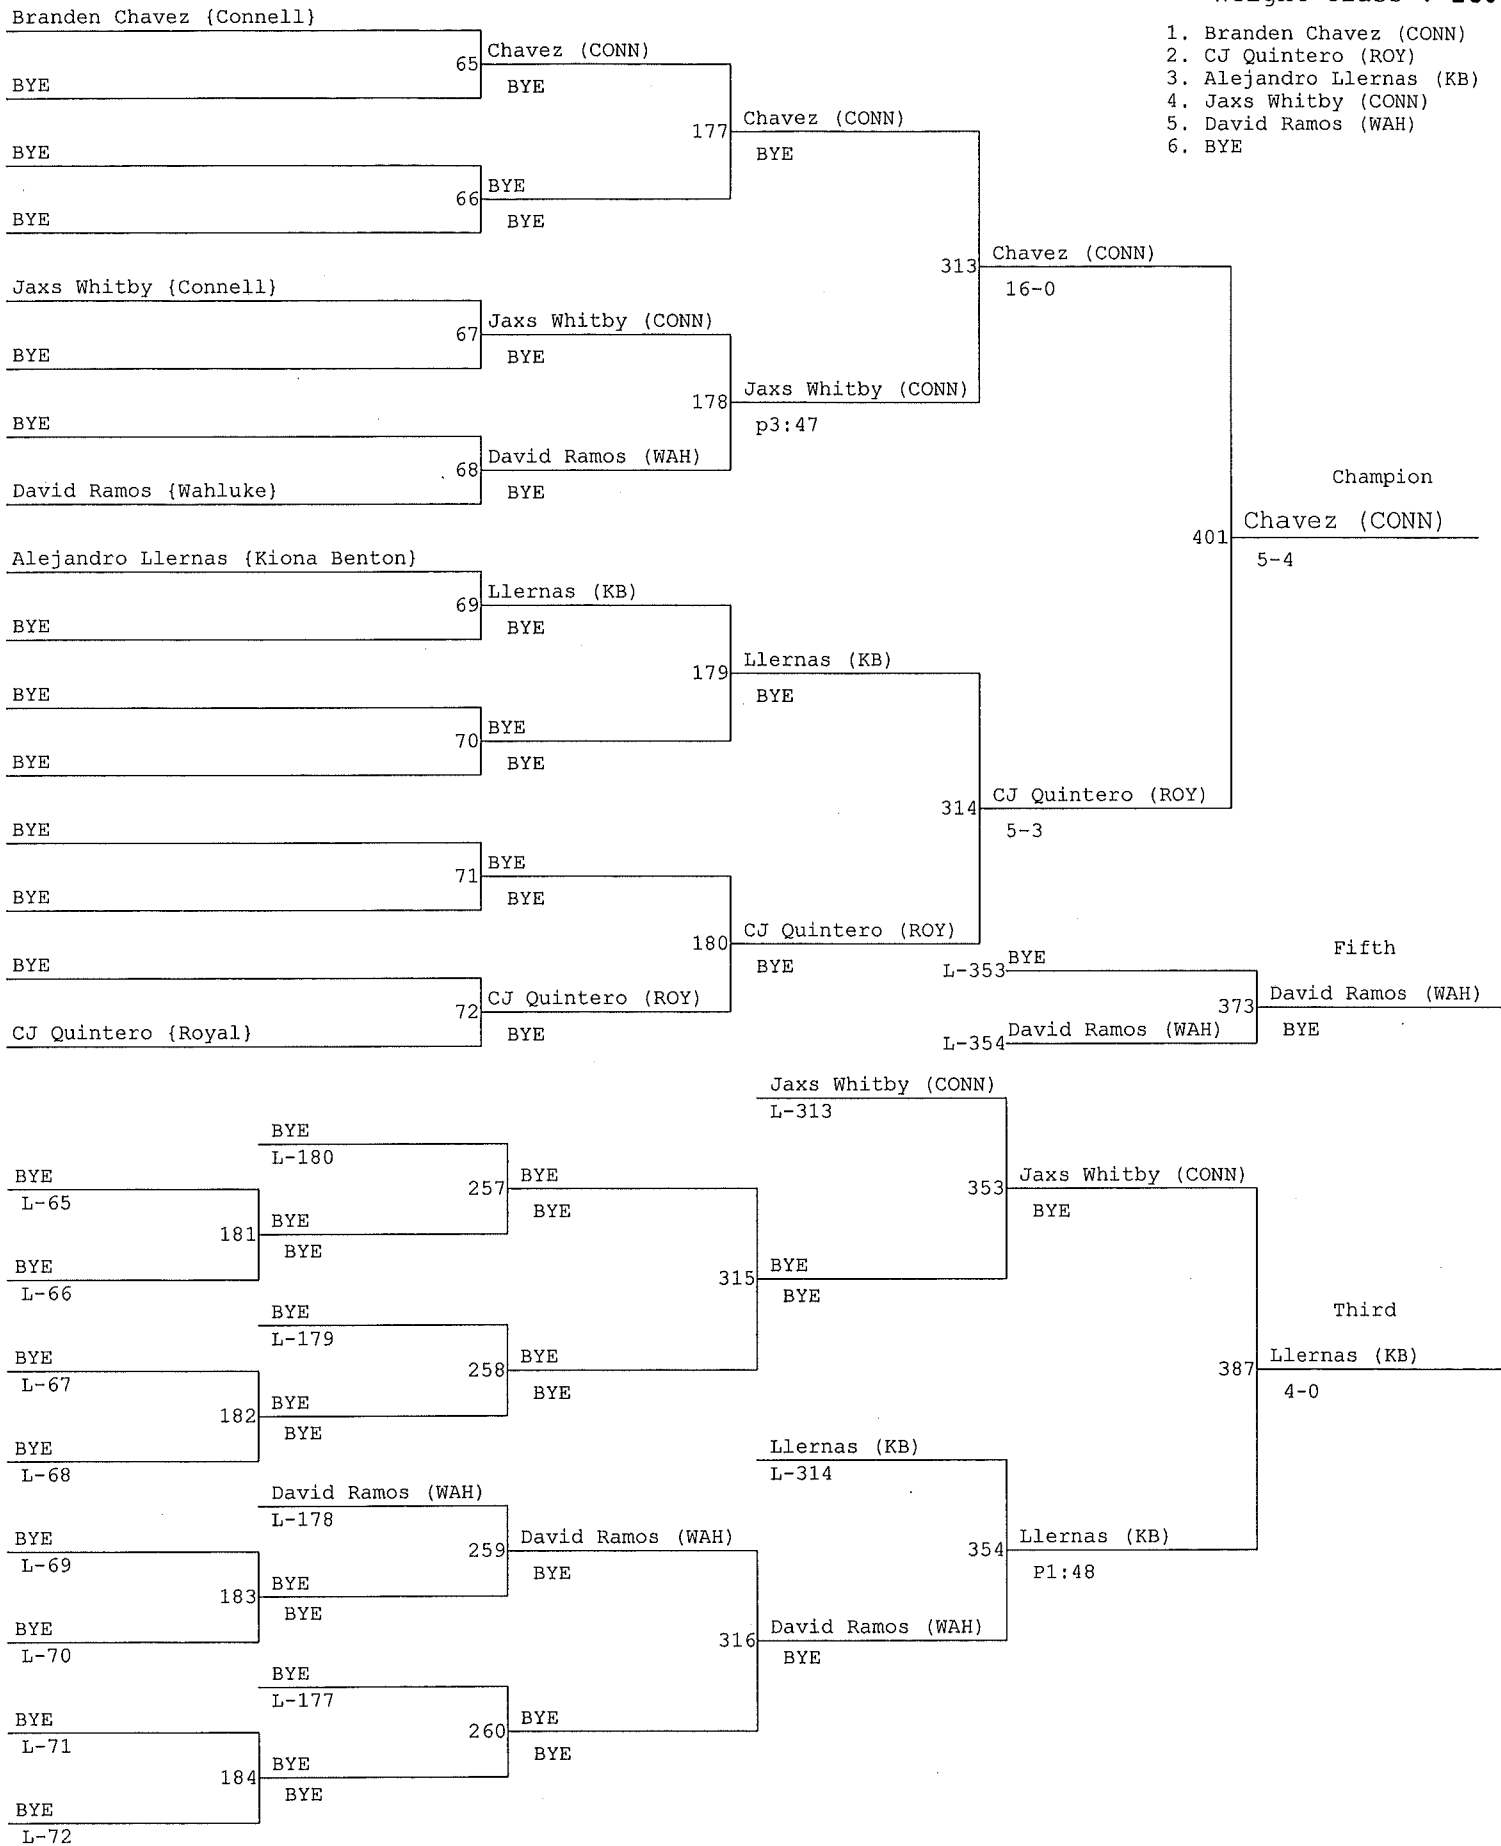 Branden Chavez {Connell}
65
Chavez (CONN)
BYE
BYE
177
Chavez (CONN)
BYE
BYE
66
BYE
BYE
BYE
313
Chavez (CONN)
16-0
Jaxs Whitby {Connell}
67
Jaxs Whitby (CONN)
BYE
BYE
178
Jaxs Whitby (CONN)
p3:47
BYE
68
David Ramos (WAH)
BYE
David Ramos {Wahluke}
Champion
401
Chavez (CONN)
5-4
Alejandro Llernas {Kiona Benton}
69
Llernas (KB)
BYE
BYE
179
Llernas (KB)
BYE
BYE
70
BYE
BYE
BYE
314
CJ Quintero (ROY)
5-3
BYE
71
BYE
BYE
BYE
180
CJ Quintero (ROY)
BYE
BYE
72
CJ Quintero (ROY)
BYE
CJ Quintero {Royal}
1. Branden Chavez (CONN)
2. CJ Quintero (ROY)
3. Alejandro Llernas (KB)
4. Jaxs Whitby (CONN)
5. David Ramos (WAH)
6. BYE
Fifth
L-353
BYE
373
David Ramos (WAH)
BYE
L-354
David Ramos (WAH)
Jaxs Whitby (CONN)
L-313
BYE
L-180
BYE
L-65
257
BYE
BYE
353
Jaxs Whitby (CONN)
BYE
181
BYE
BYE
BYE
L-66
315
BYE
BYE
BYE
L-179
BYE
L-67
258
BYE
BYE
182
BYE
BYE
BYE
L-68
Third
387
Llernas (KB)
4-0
Llernas (KB)
L-314
David Ramos (WAH)
L-178
BYE
L-69
259
David Ramos (WAH)
BYE
354
Llernas (KB)
P1:48
183
BYE
BYE
BYE
L-70
316
David Ramos (WAH)
BYE
BYE
L-177
BYE
L-71
260
BYE
BYE
184
BYE
BYE
BYE
L-72